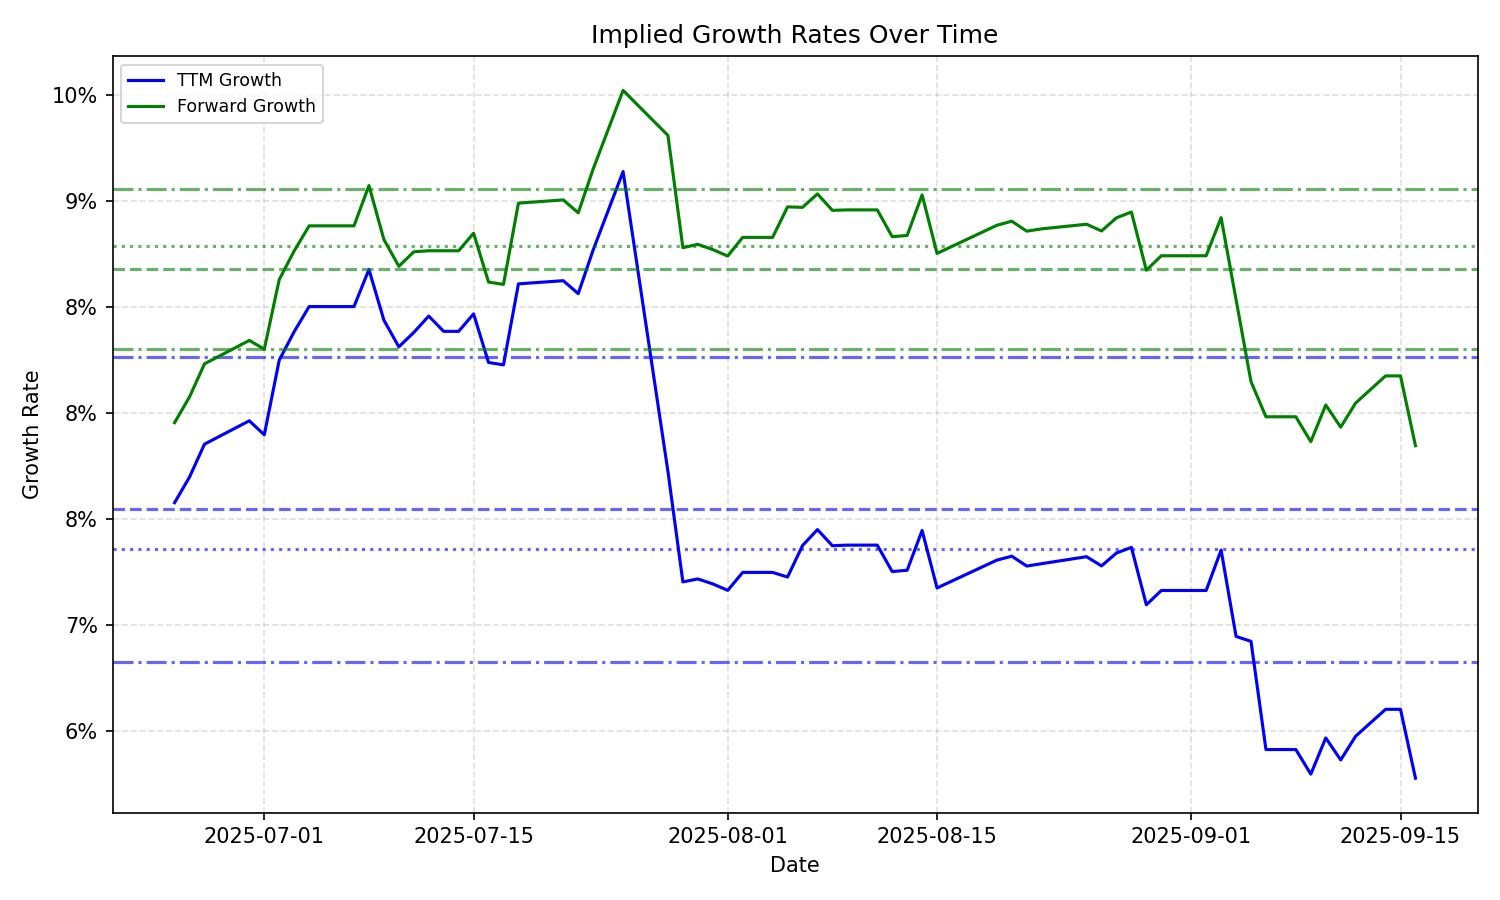 Implied Growth Rates Over Time
TTM Growth
Forward Growth
10%
9%
8%
8%
8%
7%
6%
Growth Rate
2025-07-01
2025-07-15
2025-08-01
2025-08-15
2025-09-01
2025-09-15
Date